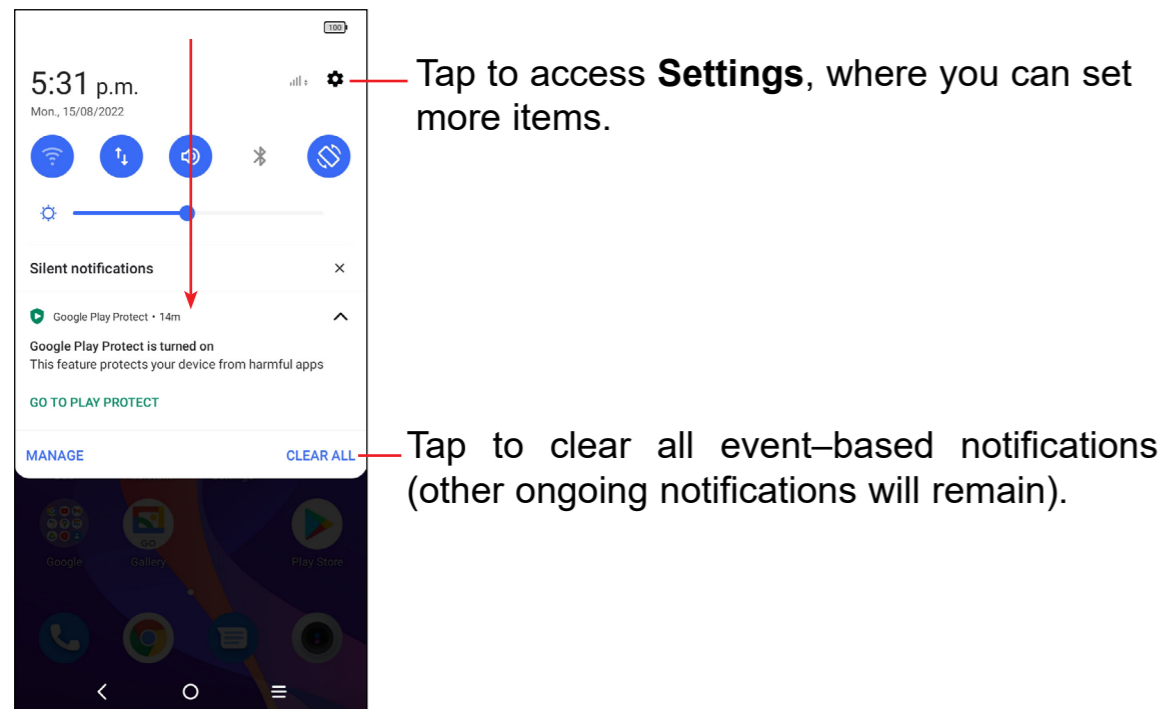 100
5:31 p.m.
Mon., 15/08/2022
Tap to access Settings, where you can set
more items.
Silent notifications
Google Play Protect • 14m
Google Play Protect is turned on
This feature protects your device from harmful apps
GO TO PLAY PROTECT
MANAGE
CLEAR ALL
Tap to clear all event–based notifications
(other ongoing notifications will remain).
GO
Google
Gallery
Play Store